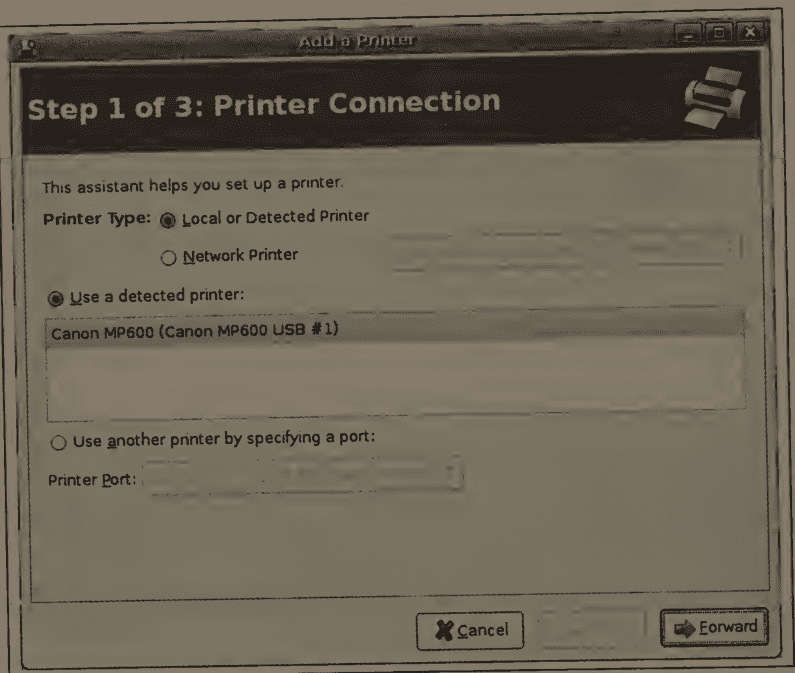 Add a Printer
Step 1 of 3: Printer Connection
This assistant helps you set up a printer.
Printer Type: Local or Detected Printer
Network Printer
Use a detected printer:
Canon MP600 (Canon MP600 USB #1)
Use another printer by specifying a port:
Printer Port:
Cancel Forward